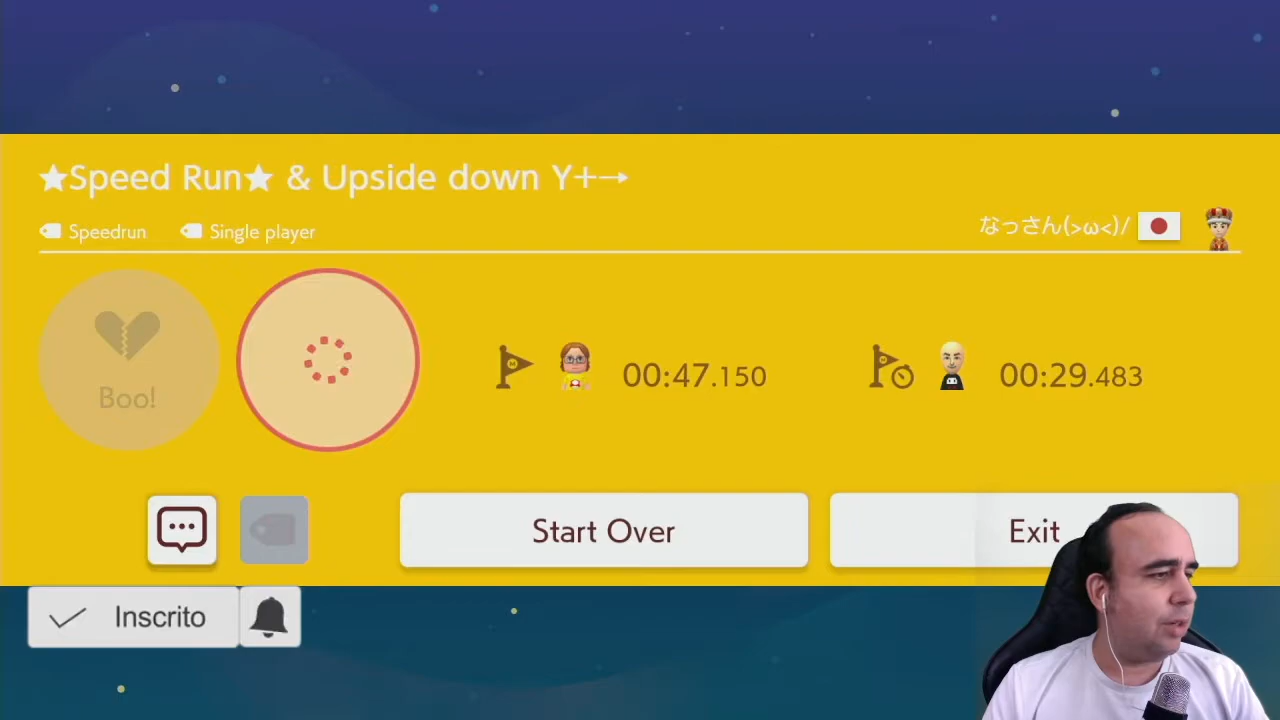 ★Speed Run★ & Upside down Y+→
Speedrun
Single player
なっさん(>ω<)/
Boo!
M
00:47.150
M
00:29.483
Start Over
Exit
Inscrito